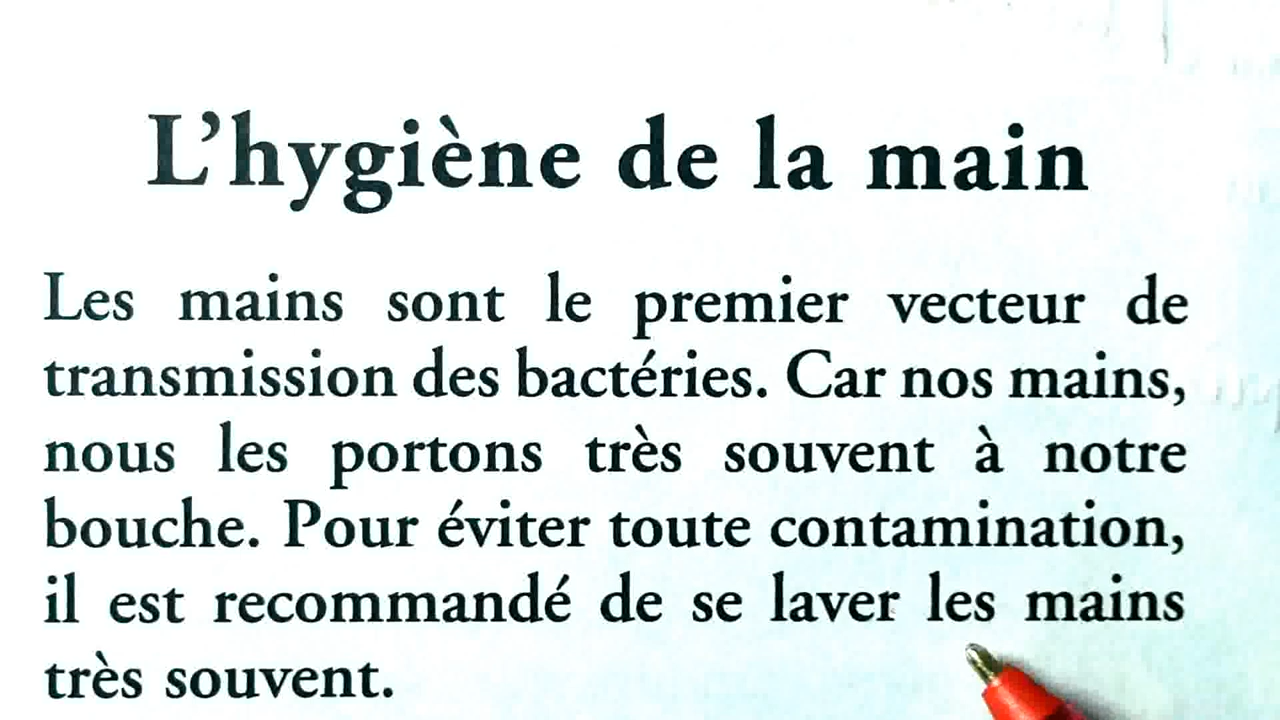 L'hygiène de la main
Les mains sont le premier vecteur de
transmission des bactéries. Car nos mains,
nous les portons très souvent à notre
bouche. Pour éviter toute contamination,
il est recommandé de se laver les mains
très souvent.